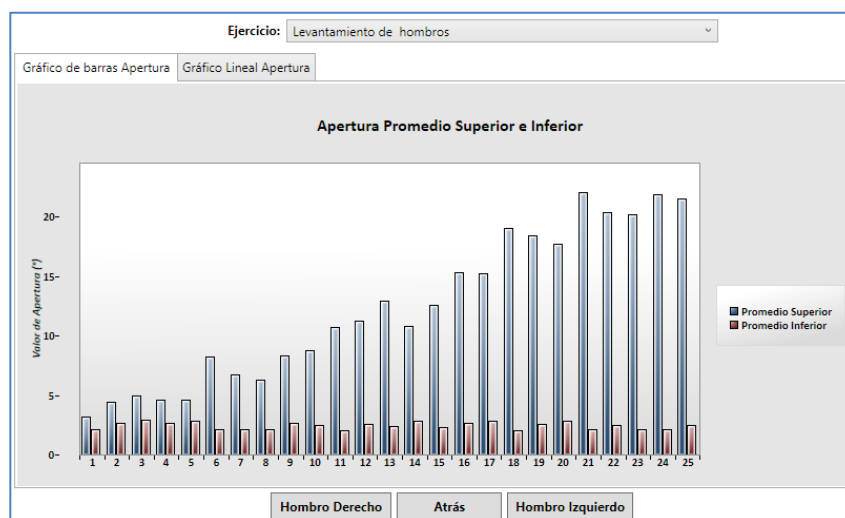 Ejercicio: Levantamiento de hombros
Gráfico de barras Apertura Gráfico Lineal Apertura
Apertura Promedio Superior e Inferior
Valor de Apertura (°)
20
15
10
5
0
1 2 3 4 5 6 7 8 9 10 11 12 13 14 15 16 17 18 19 20 21 22 23 24 25
Promedio Superior
Promedio Inferior
Hombro Derecho Atrás Hombro Izquierdo